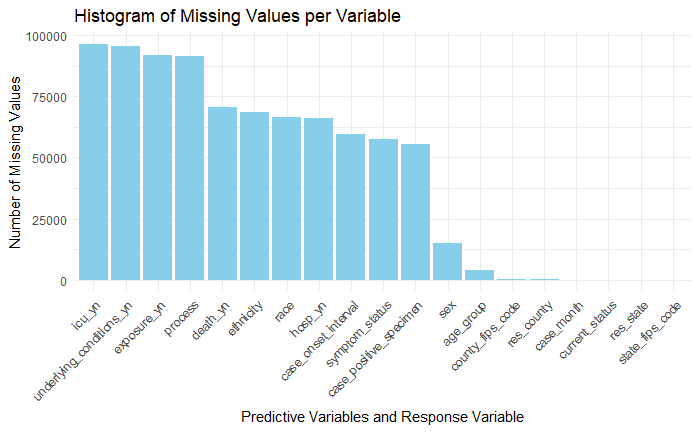 Histogram of Missing Values per Variable
Number of Missing Values
100000
75000
50000
25000
0
icu_yn
underlying_conditions_yn
exposure_yn
process
death_yn
ethnicity
race
hosp_yn
case_onset_interval
symptom_status
case_positive_specimen
sex
age_group
county_fips_code
res_county
case_month
current_status
res_state
state_fips_code
Predictive Variables and Response Variable